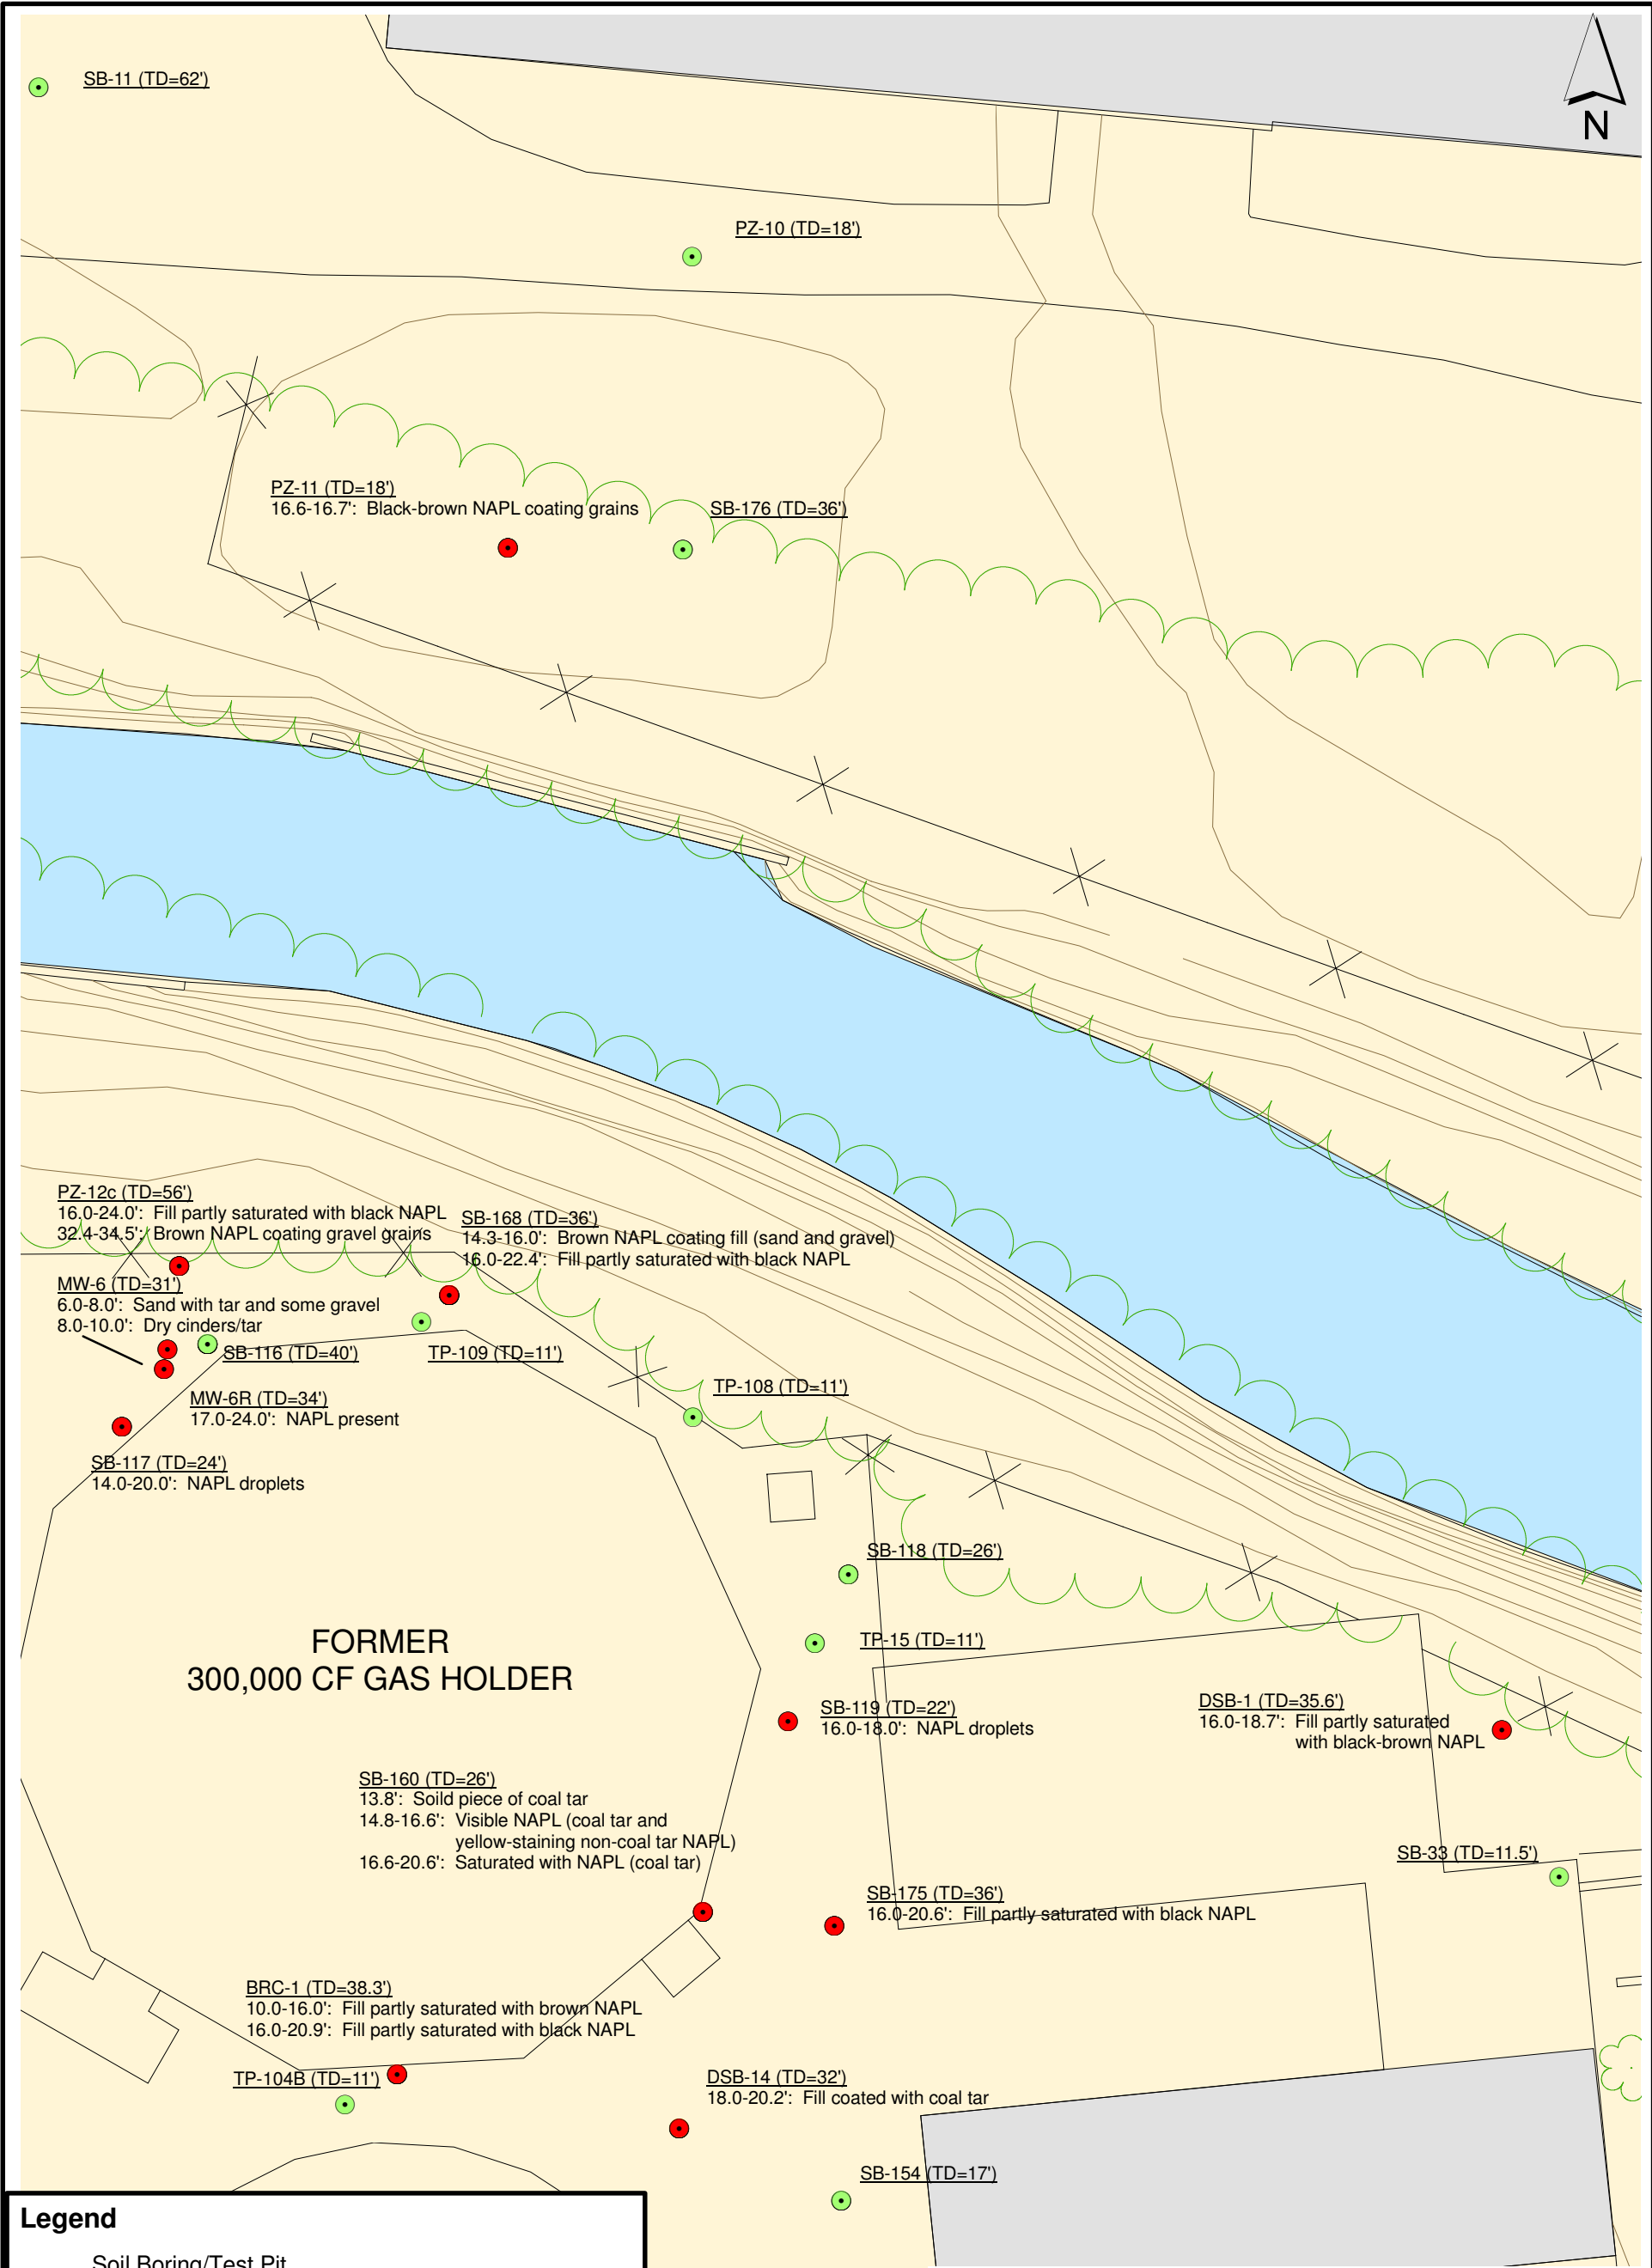 SB-11 (TD=62')
N
PZ-10 (TD=18')
PZ-11 (TD=18')
16.6-16.7':  Black-brown NAPL coating grains
SB-176 (TD=36')
PZ-12c (TD=56')
16.0-24.0':  Fill partly saturated with black NAPL
32.4-34.5':  Brown NAPL coating gravel grains
SB-168 (TD=36')
14.3-16.0':  Brown NAPL coating fill (sand and gravel)
16.0-22.4':  Fill partly saturated with black NAPL
MW-6 (TD=31')
6.0-8.0':  Sand with tar and some gravel
8.0-10.0':  Dry cinders/tar
SB-116 (TD=40')
TP-109 (TD=11')
MW-6R (TD=34')
17.0-24.0':  NAPL present
TP-108 (TD=11')
SB-117 (TD=24')
14.0-20.0':  NAPL droplets
SB-118 (TD=26')
FORMER
300,000 CF GAS HOLDER
TP-15 (TD=11')
SB-119 (TD=22')
16.0-18.0':  NAPL droplets
DSB-1 (TD=35.6')
16.0-18.7':  Fill partly saturated
with black-brown NAPL
SB-160 (TD=26')
13.8':  Soild piece of coal tar
14.8-16.6':  Visible NAPL (coal tar and
yellow-staining non-coal tar NAPL)
16.6-20.6':  Saturated with NAPL (coal tar)
SB-33 (TD=11.5')
SB-175 (TD=36')
16.0-20.6':  Fill partly saturated with black NAPL
BRC-1 (TD=38.3')
10.0-16.0':  Fill partly saturated with brown NAPL
16.0-20.9':  Fill partly saturated with black NAPL
TP-104B (TD=11')
DSB-14 (TD=32')
18.0-20.2':  Fill coated with coal tar
SB-154 (TD=17')
Legend
Soil Boring/Test Pit